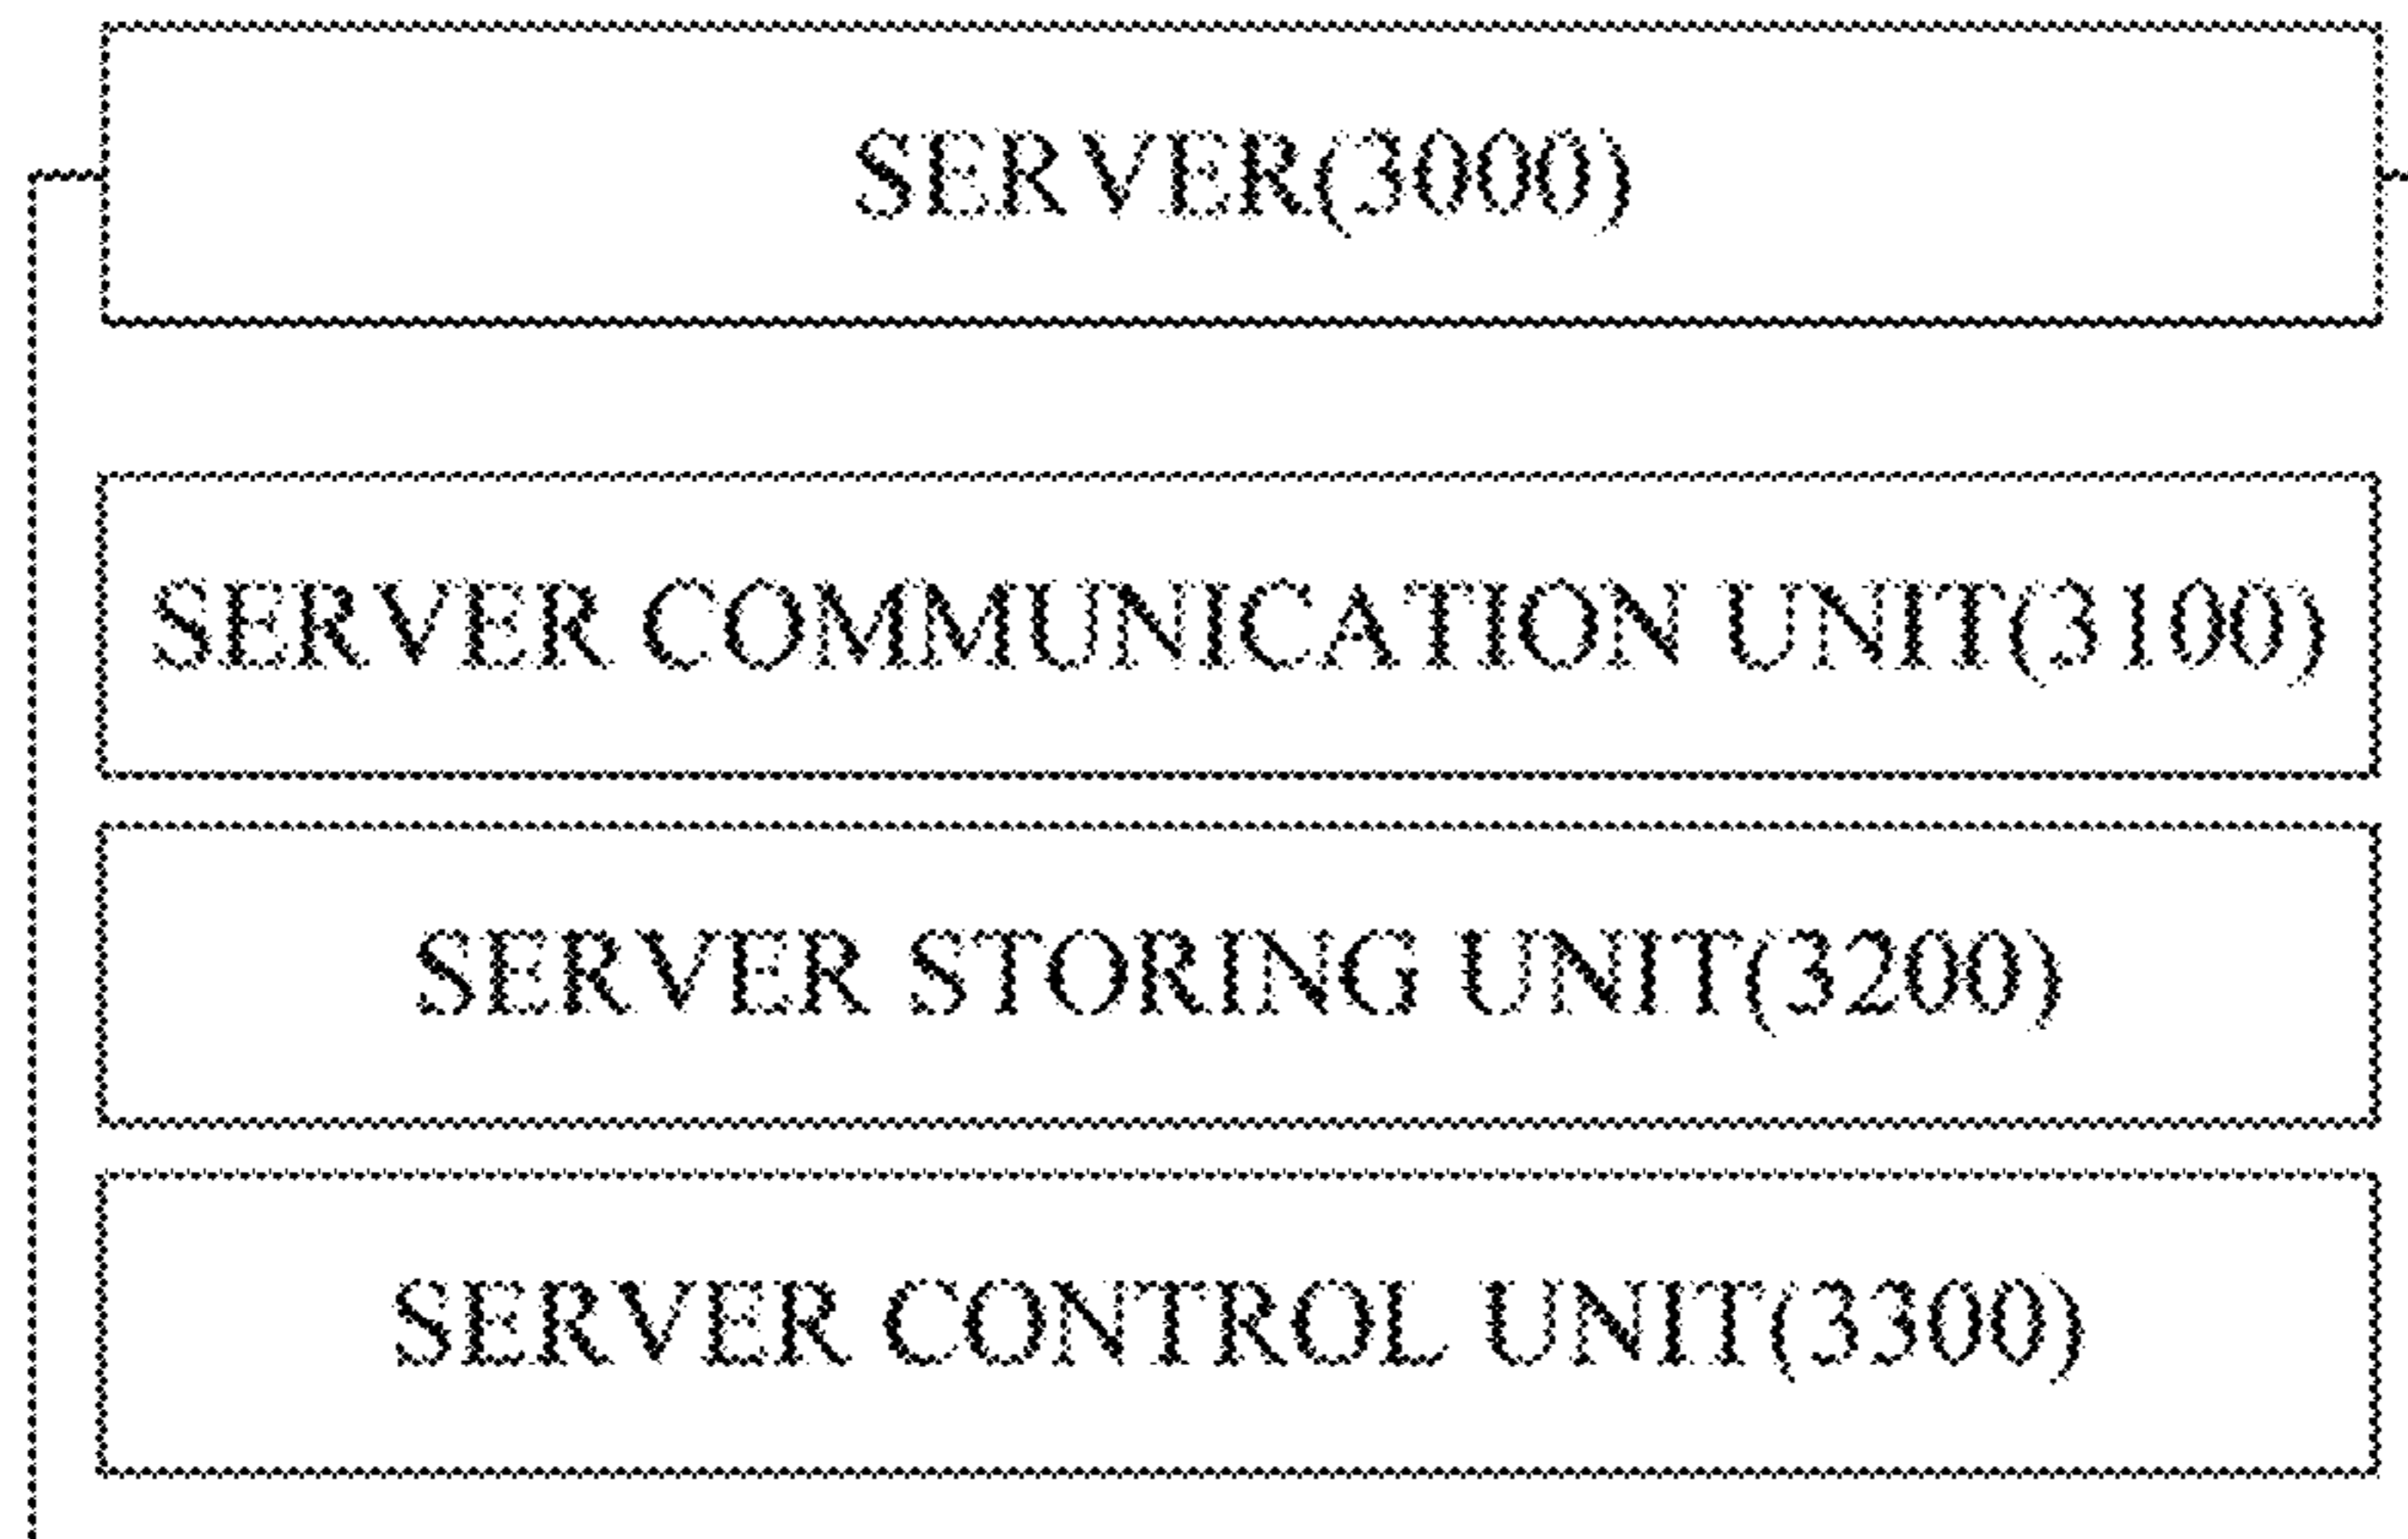 SERVER(3000)
SERVER COMMUNICATION UNIT(3100)
SERVER STORING UNIT(3200)
SERVER CONTROL UNIT(3300)